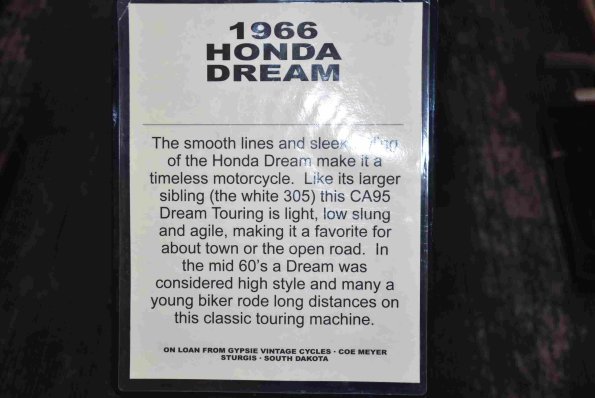 1966
HONDA
DREAM
The smooth lines and sleek
of the Honda Dream make it a
timeless motorcycle. Like its larger
sibling (the white 305) this CA95
Dream Touring is light, low slung
and agile, making it a favorite for
about town or the open road. In
the mid 60's a Dream was
considered high style and many a
young biker rode long distances on
this classic touring machine.
ON LOAN FROM GYPSIE VINTAGE CYCLES · COE MEYER
STURGIS · SOUTH DAKOTA